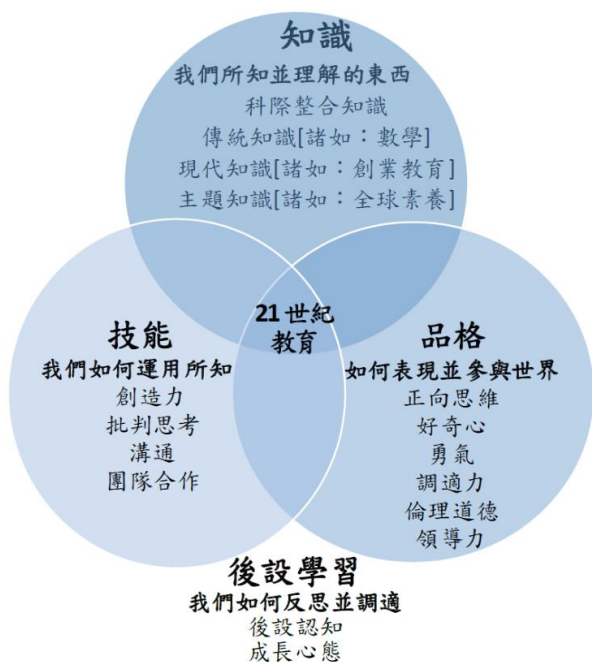 知識
我們所知並理解的東西
科際整合知識
傳統知識[諸如：數學]
現代知識[諸如：創業教育]
主題知識[諸如：全球素養]
21世紀
教育
技能
我們如何運用所知
創造力
批判思考
溝通
團隊合作
品格
如何表現並參與世界
正向思維
好奇心
勇氣
調適力
倫理道德
領導力
後設學習
我們如何反思並調適
後設認知
成長心態